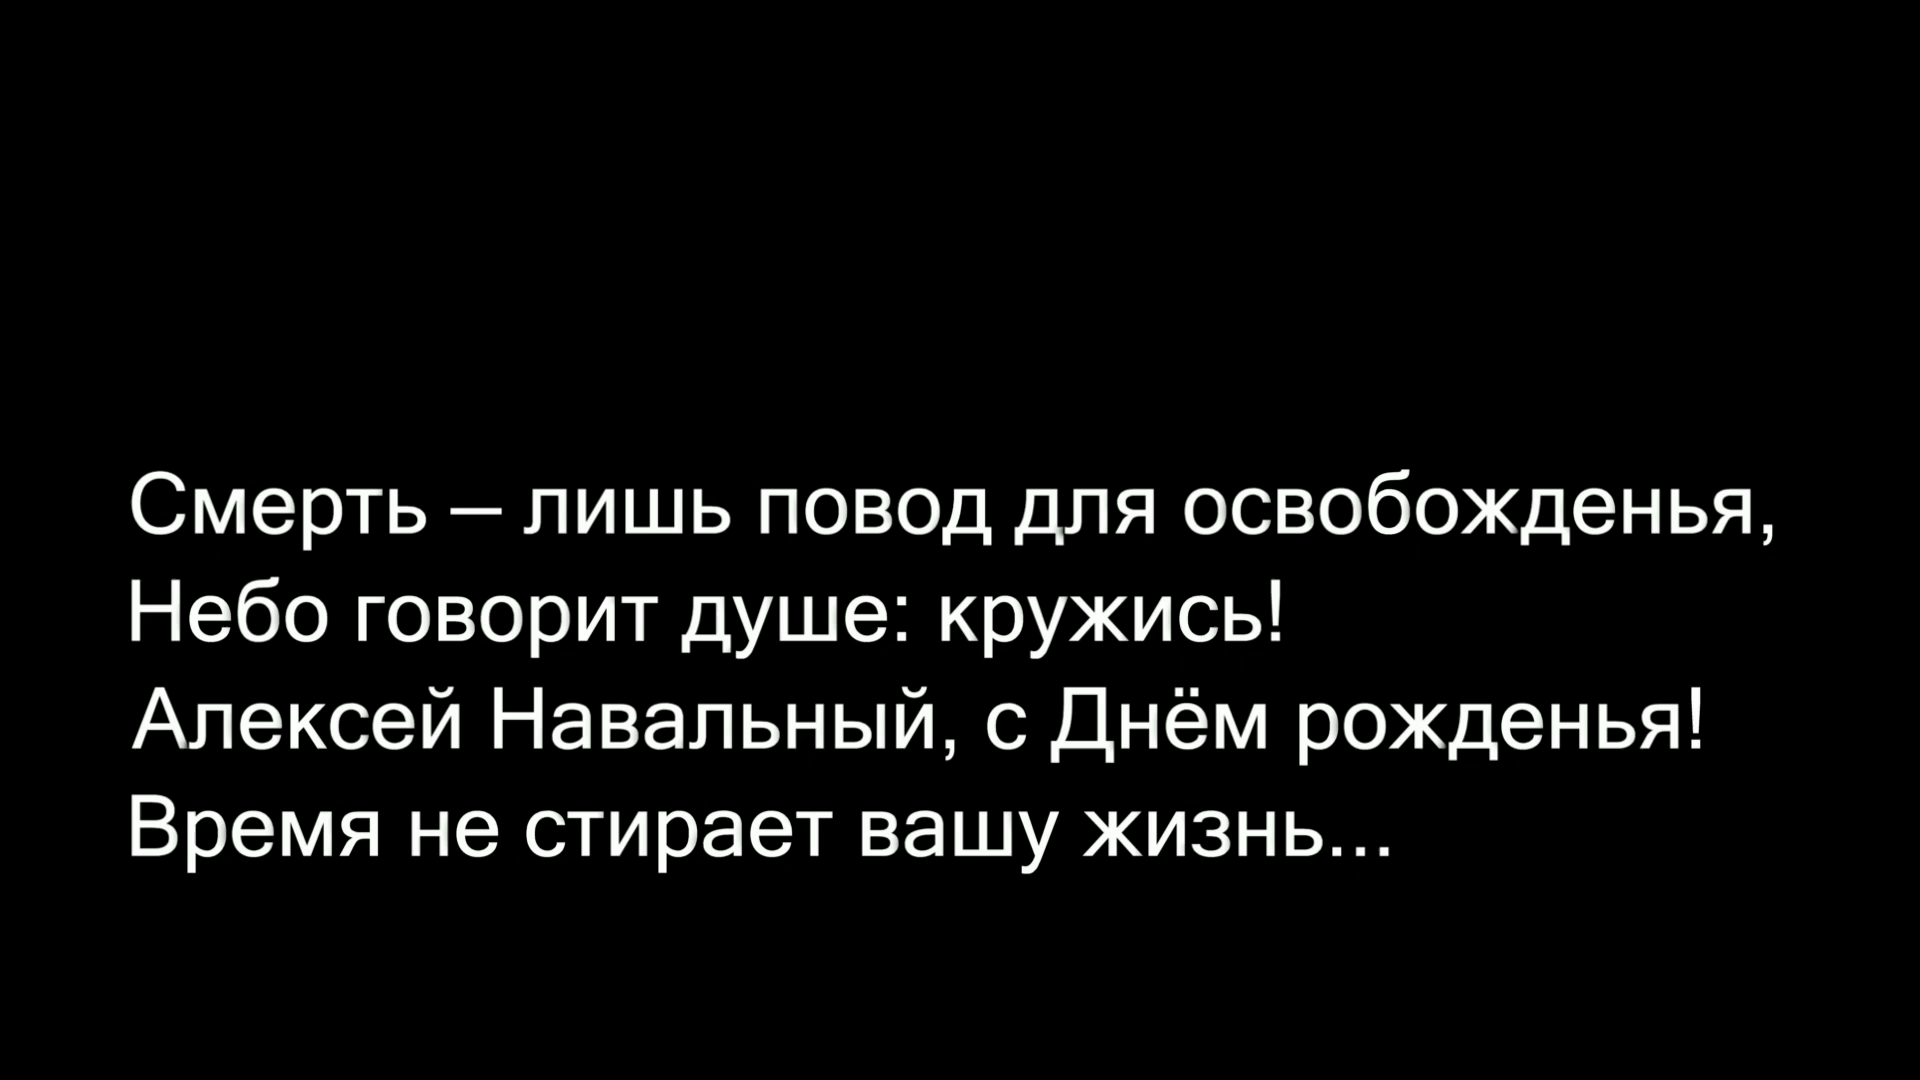 Смерть – лишь повод для освобожденья,
Небо говорит душе: кружись!
Алексей Навальный, с Днём рожденья!
Время не стирает вашу жизнь...